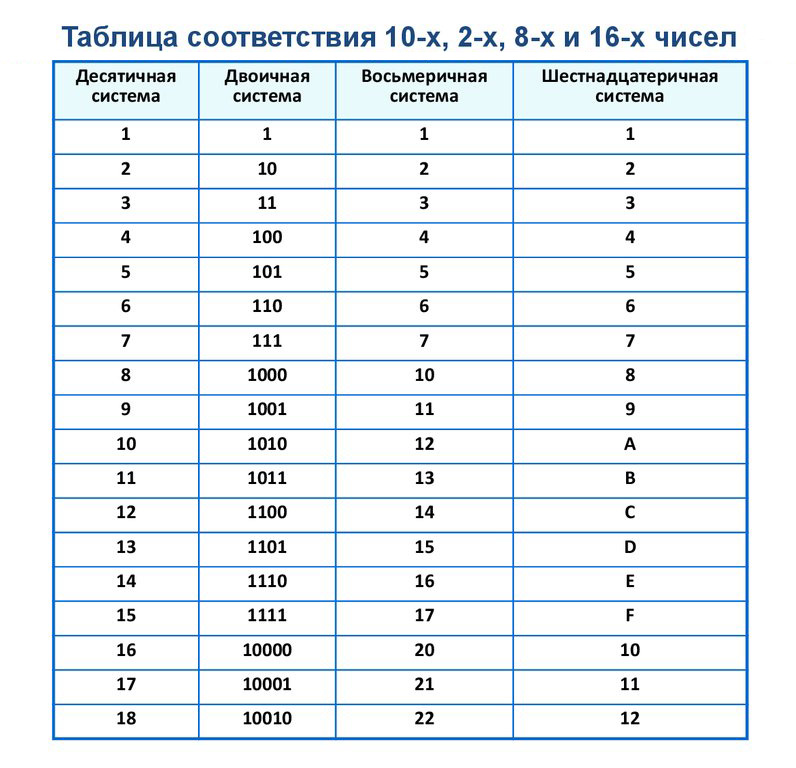 Таблица соответствия 10-х, 2-х, 8-х и 16-х чисел
Десятичная система Двоичная система Восьмеричная система Шестнадцатеричная система
1 1 1 1
2 10 2 2
3 11 3 3
4 100 4 4
5 101 5 5
6 110 6 6
7 111 7 7
8 1000 10 8
9 1001 11 9
10 1010 12 A
11 1011 13 B
12 1100 14 C
13 1101 15 D
14 1110 16 E
15 1111 17 F
16 10000 20 10
17 10001 21 11
18 10010 22 12